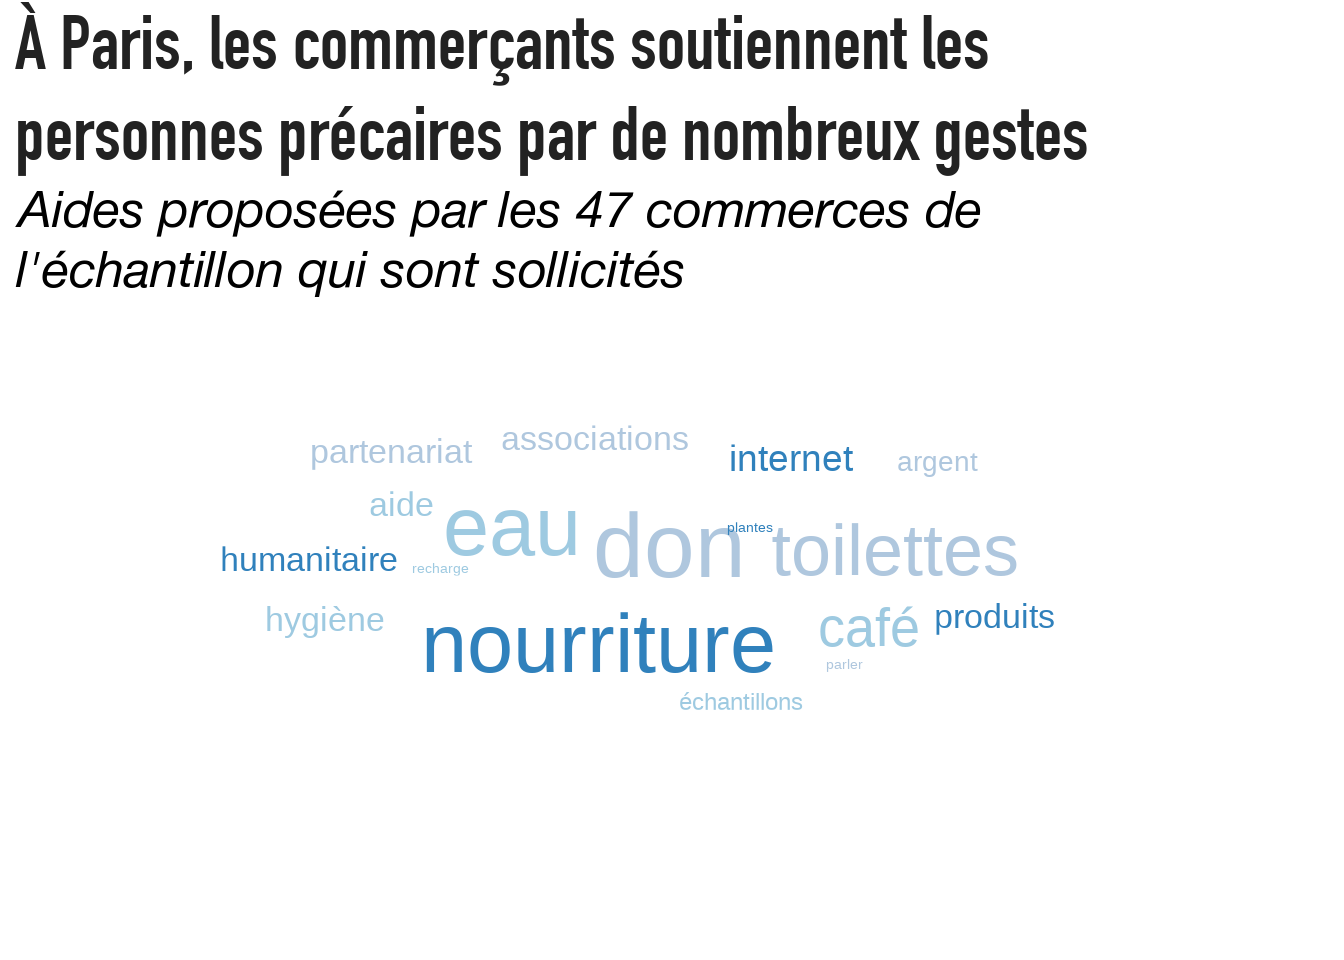 À Paris, les commerçants soutiennent les
personnes précaires par de nombreux gestes
Aides proposées par les 47 commerces de
l'échantillon qui sont sollicités
partenariat associations internet argent
aide eau don plantes toilettes
humanitaire recharge
hygiène nourriture café produits
parler
échantillons